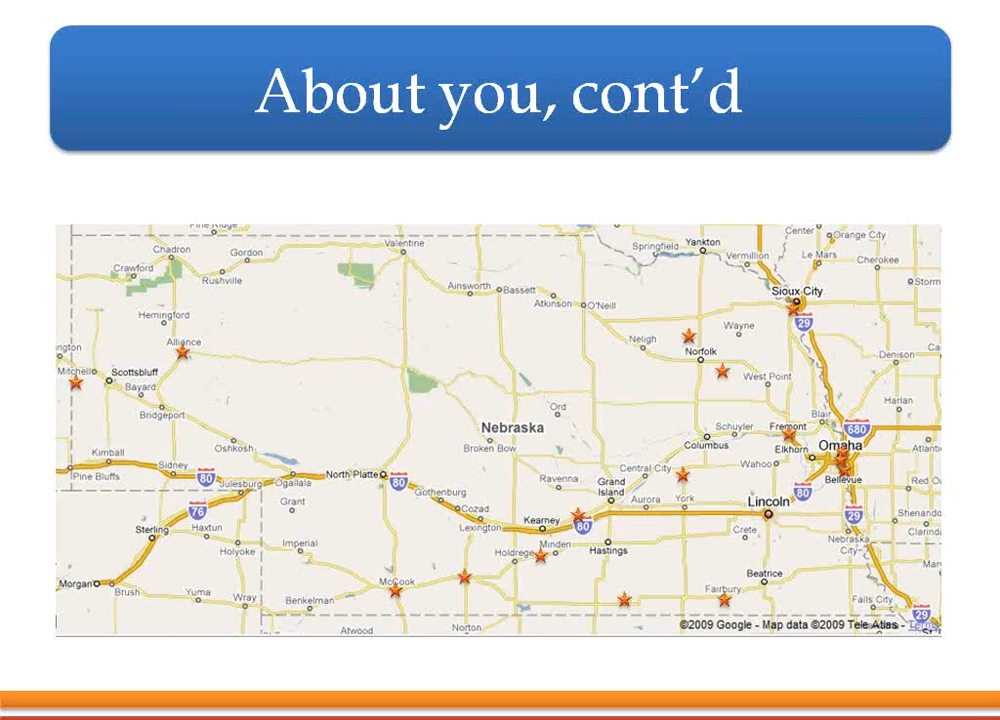 About you, cont’d
Pine Ridge
Center
Orange City
Chadron
Gordon
Valentine
Springfield
Yankton
Vermillion
Le Mars
Cherokee
Crawford
Rushville
Ainsworth
Bassett
Atkinson
O'Neill
Sioux City
Storm
Hemingford
29
Wayne
Alliance
Neligh
Norfolk
Denison
Mitchell
Scottsbluff
Bayard
West Point
Harlan
Bridgeport
Ord
Blair
Nebraska
Schuyler
Fremont
680
Oshkosh
Broken Bow
Columbus
Omaha
Elkhorn
Kimball
Sidney
Central City
Wahoo
Pine Bluffs
80
Julesburg
Ogallala
North Platte
80
Ravenna
Grand
Island
Bellevue
Grant
Gothenburg
Aurora
York
80
Lincoln
76
Cozad
Sterling
Haxtun
Lexington
Kearney
80
29
Crete
Holyoke
Imperial
Minden
Hastings
Nebraska
City
Holdrege
Morgan
Brush
Yuma
Wray
Benkelman
McCook
Beatrice
Fairbury
Falls City
29
Atwood
Norton
©2009 Google - Map data ©2009 Tele Atlas - Terms